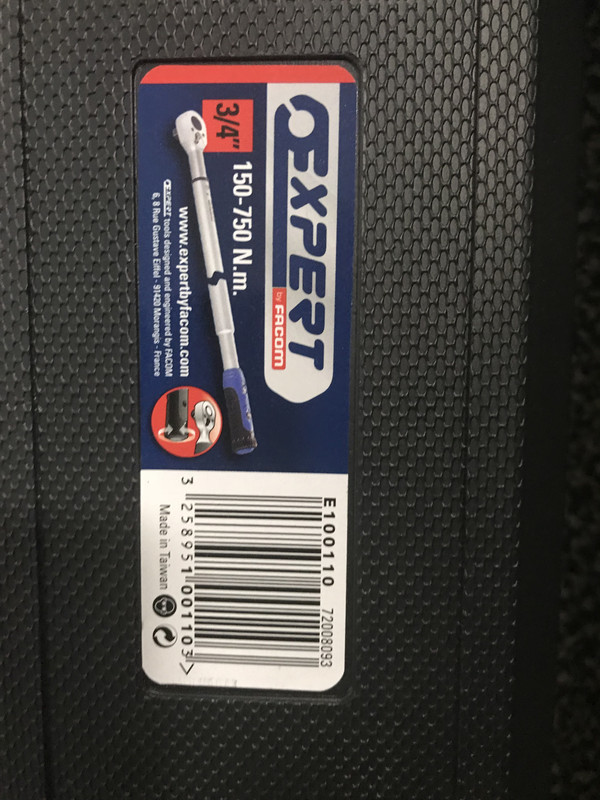 EXPERT
by FACOM
3/4"
150-750 N.m.
www.expertbyfacom.com
EXPERT tools designed and engineered by FACOM
6, 8 Rue Gustave Eiffel - 91420 Morangis - France
E100110 72008093
3 258951 001103 >
Made in Taiwan